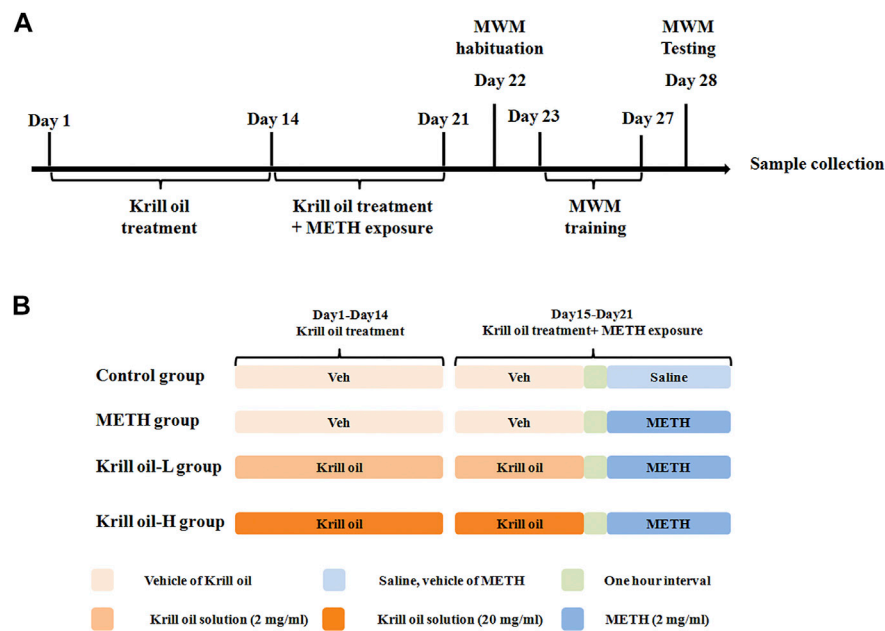 A
MWM
habituation
Day 22
MWM
Testing
Day 28
Day 1
Day 14
Day 21
Day 23
Day 27
Sample collection
Krill oil
treatment
Krill oil treatment
+ METH exposure
MWM
training
B
Day1-Day14
Krill oil treatment
Day15-Day21
Krill oil treatment+ METH exposure
Control group
Veh
Veh
Saline
METH group
Veh
Veh
METH
Krill oil-L group
Krill oil
Krill oil
METH
Krill oil-H group
Krill oil
Krill oil
METH
Vehicle of Krill oil
Saline, vehicle of METH
One hour interval
Krill oil solution (2 mg/ml)
Krill oil solution (20 mg/ml)
METH (2 mg/ml)